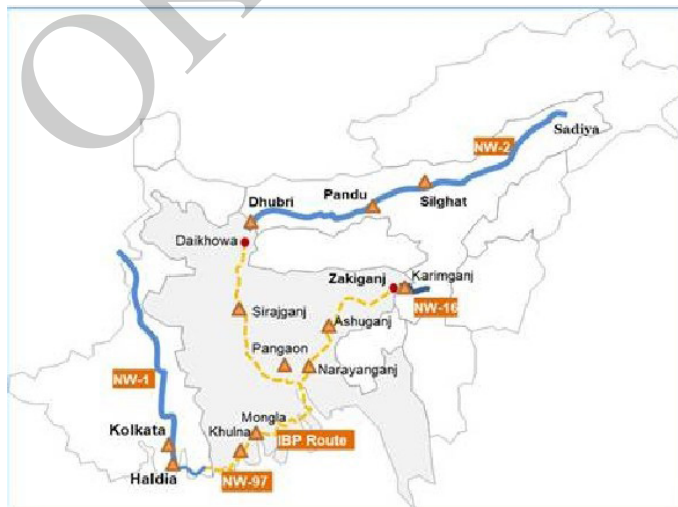 ON
Sadiya
NW-2
Pandu
Silghat
Dhubri
Daikhowa
Zakiganj
Karimganj
NW-16
Sirajganj
Ashuganj
Pangaon
Narayanganj
NW-1
Mongla
Kolkata
Khulna
IBP Route
Haldia
NW-97